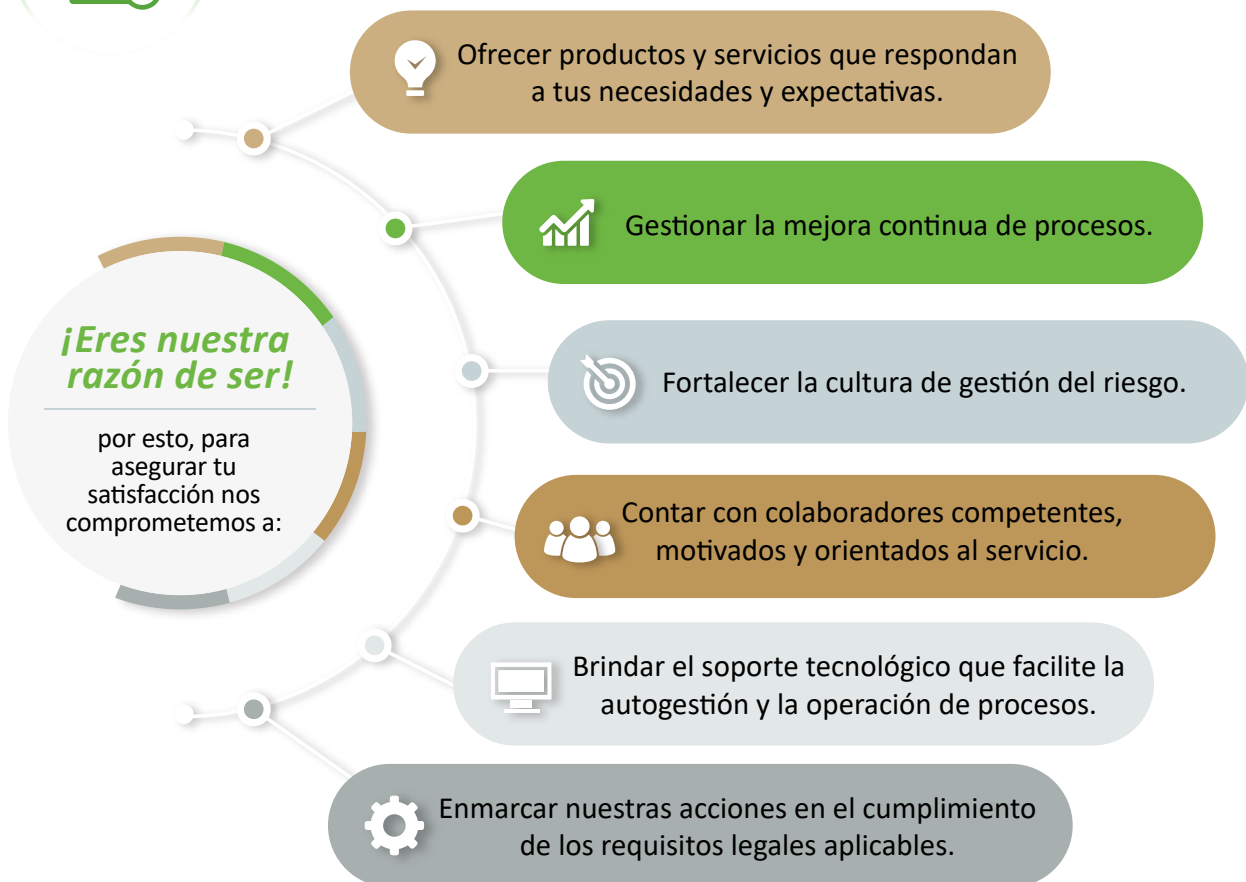 ¡Eres nuestra
razón de ser!
por esto, para
asegurar tu
satisfacción nos
comprometemos a:
Ofrecer productos y servicios que respondan
a tus necesidades y expectativas.
Gestionar la mejora continua de procesos.
Fortalecer la cultura de gestión del riesgo.
Contar con colaboradores competentes,
motivados y orientados al servicio.
Brindar el soporte tecnológico que facilite la
autogestión y la operación de procesos.
Enmarcar nuestras acciones en el cumplimiento
de los requisitos legales aplicables.